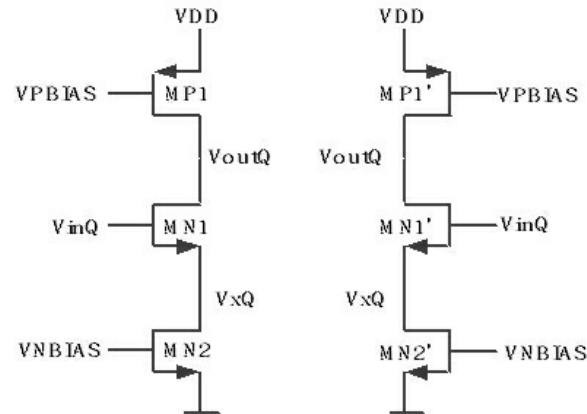 VDD VDD
VPBIAS MP1 MP1' VPBIAS
VoutQ VoutQ
VinQ MN1 MN1' VinQ
VxQ VxQ
VNBIAS MN2 MN2' VNBIAS